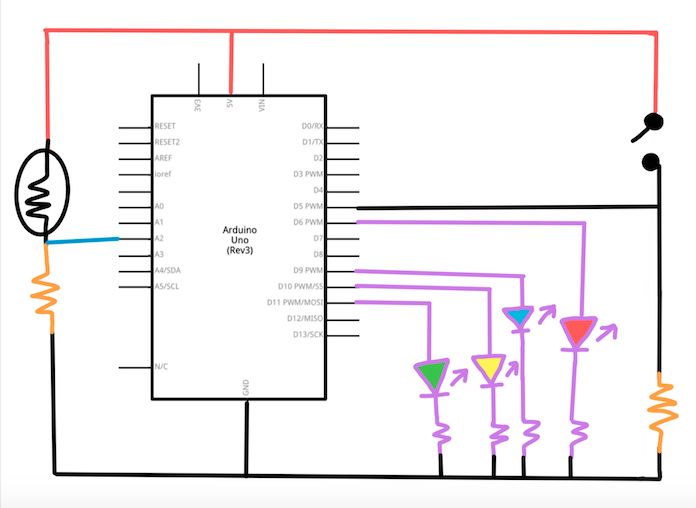 3V3
5V
VIN
RESET
RESET2
AREF
ioref
A0
A1
A2
A3
A4/SDA
A5/SCL
N/C
Arduino
Uno
(Rev3)
D0/RX
D1/TX
D2
D3 PWM
D4
D5 PWM
D6 PWM
D7
D8
D9 PWM
D10 PWM/SS
D11 PWM/MOSI
D12/MISO
D13/SCK
GND